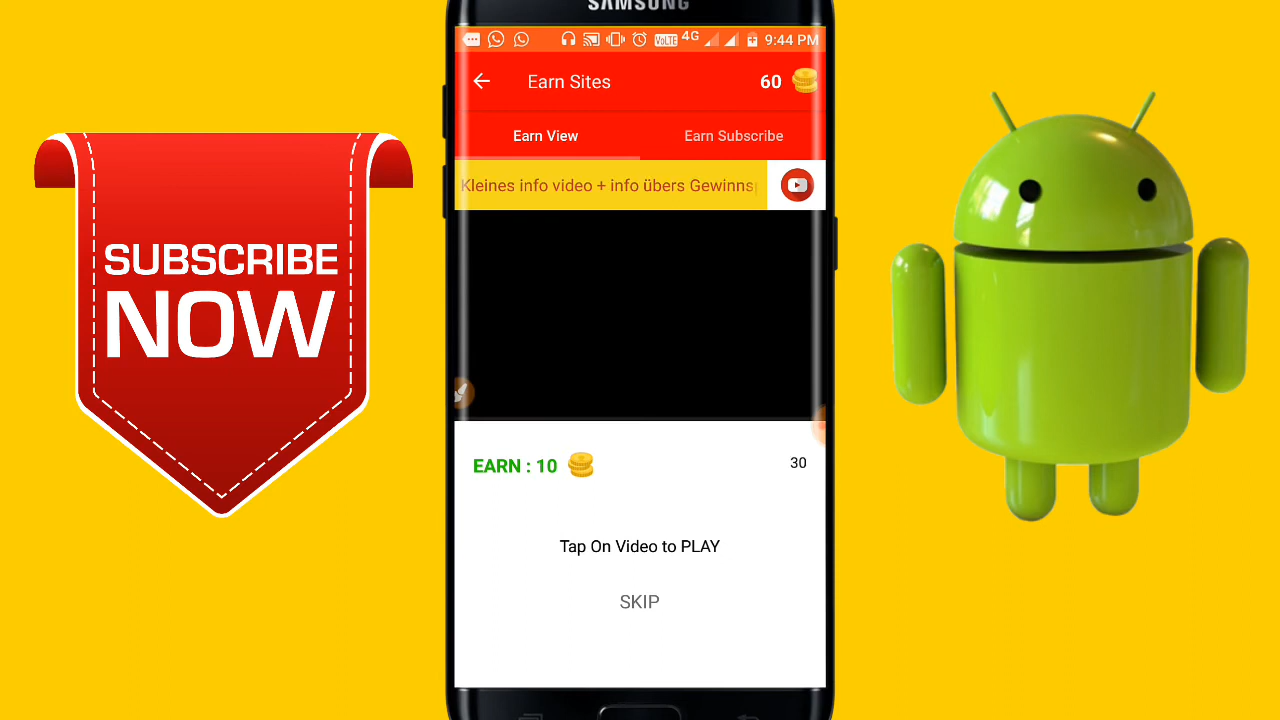 SAMSUNG
VoLTE 4G 9:44 PM
Earn Sites 60
Earn View Earn Subscribe
Kleines info video + info übers
SUBSCRIBE
NOW
EARN : 10 30
Tap On Video to PLAY
SKIP